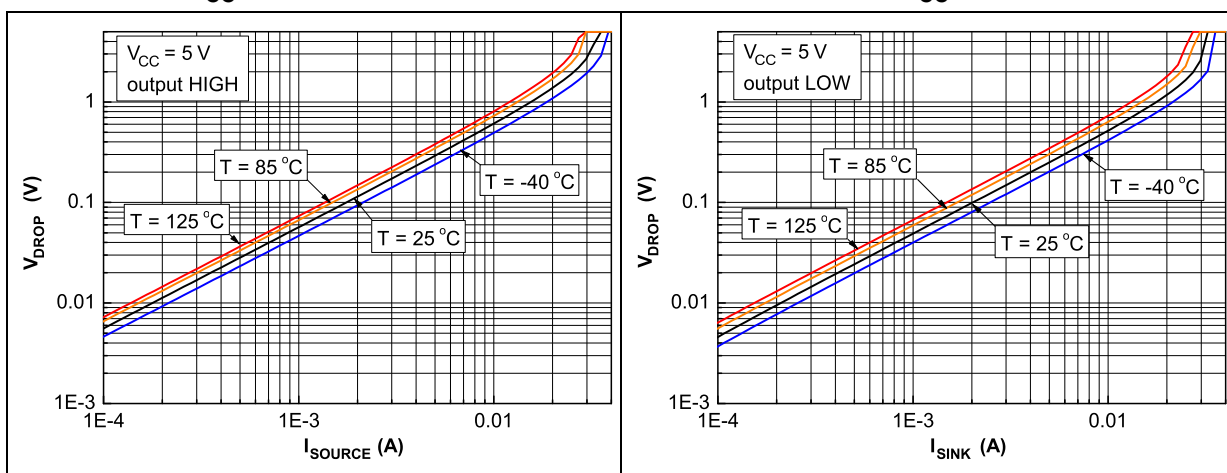 V_CC = 5 V
output HIGH
T = 85 °C
T = -40 °C
T = 125 °C
T = 25 °C
1
0.1
0.01
1E-3
V_DROP (V)
1E-4
1E-3
0.01
I_SOURCE (A)
V_CC = 5 V
output LOW
T = 85 °C
T = -40 °C
T = 125 °C
T = 25 °C
1
0.1
0.01
1E-3
V_DROP (V)
1E-4
1E-3
0.01
I_SINK (A)